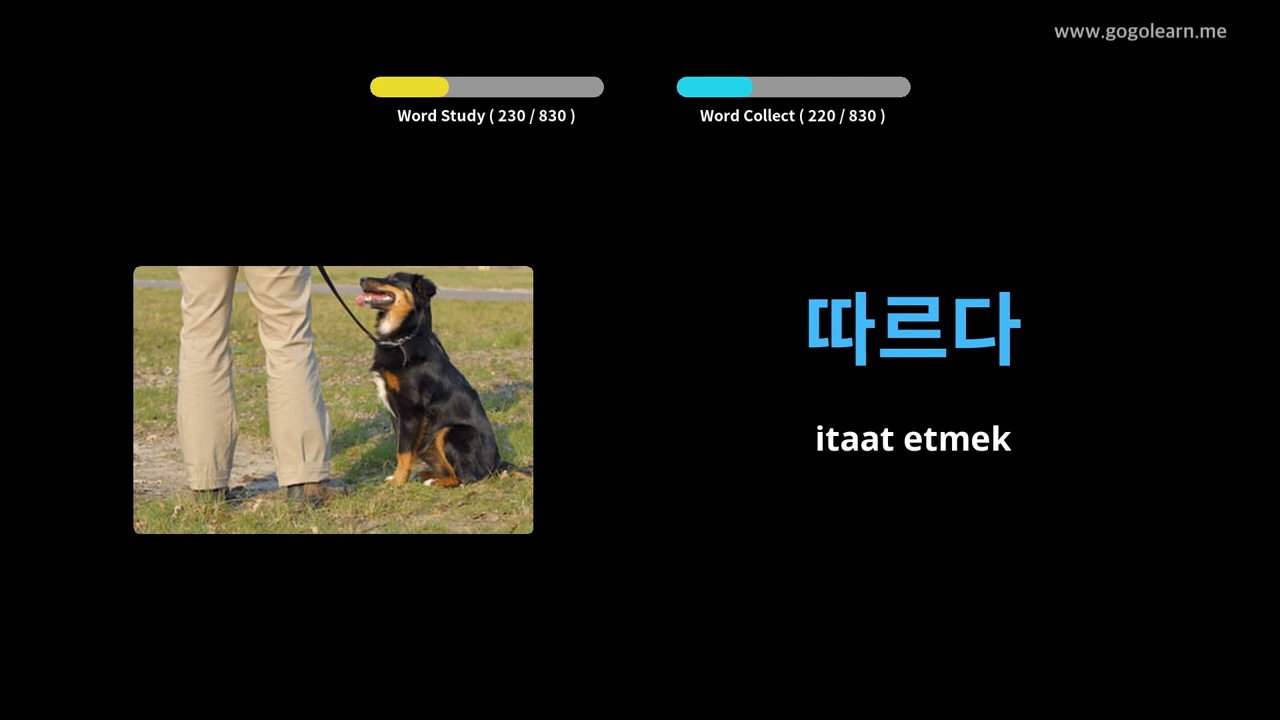 www.gogolearn.me
Word Study ( 230 / 830 )
Word Collect ( 220 / 830 )
따르다
itaat etmek